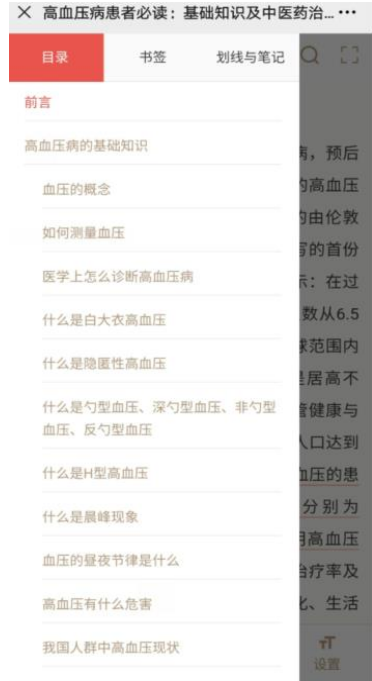 高血压病患者必读：基础知识及中医药治...
目录
书签
划线与笔记
前言
高血压病的基础知识
血压的概念
如何测量血压
医学上怎么诊断高血压病
什么是白大衣高血压
什么是隐匿性高血压
什么是勺型血压、深勺型血压、非勺型
血压、反勺型血压
什么是H型高血压
什么是晨峰现象
血压的昼夜节律是什么
高血压有什么危害
我国人群中高血压现状
，预后
的高血压
的由伦敦
写的首份
示：在过
数从6.5
球范围内
是居高不
管健康与
人口达到
血压的患
分别为
用高血压
治疗率及
、生活
设置